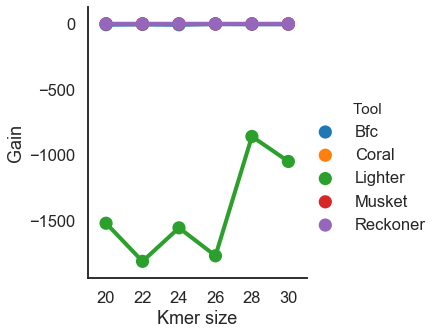 0
−500
−1000
−1500
Gain
20 22 24 26 28 30
Kmer size
Tool
Bfc
Coral
Lighter
Musket
Reckoner